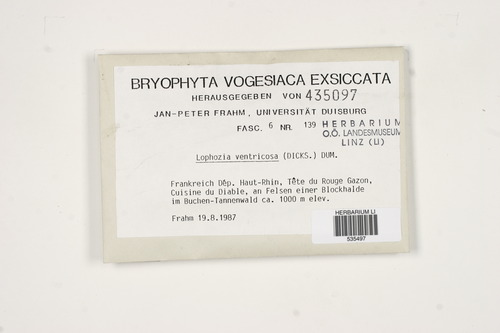 BRYOPHYTA VOGESIACA EXSICCATA
HERAUSGEGEBEN VON 435097
JAN-PETER FRAHM, UNIVERSITÄT DUISBURG
FASC. 6 NR. 139
HERBARIUM
O.Ö. LANDESMUSEUM
LINZ (LI)
Lophozia ventricosa (DICKS.) DUM.
Frankreich Dép. Haut-Rhin, Tête du Rouge Gazon,
Cuisine du Diable, an Felsen einer Blockhalde
im Buchen-Tannenwald ca. 1000 m elev.
Frahm 19.8.1987
HERBARIUM LI
535497